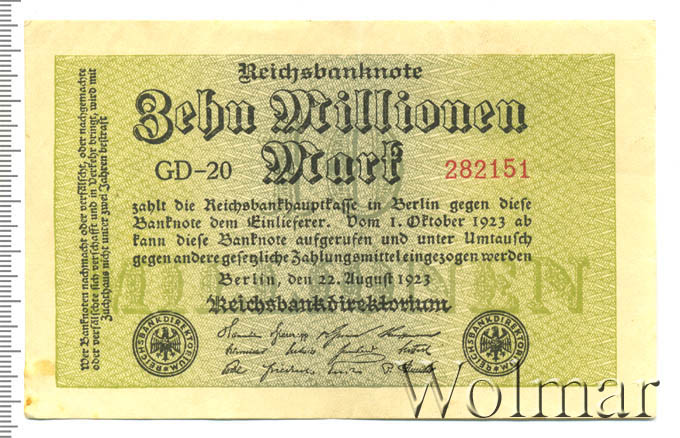 Reichsbanknote
Zehn Millionen
Mark
GD-20
282151
zahlt die Reichsbankhauptkasse in Berlin gegen diese
Banknote dem Einlieferer. Vom 1. Oktober 1923 ab
kann diese Banknote aufgerufen und unter Umtausch
gegen andere gesetzliche Zahlungsmittel eingezogen werden
Berlin, den 22. August 1923
Reichsbankdirektorium
Wer Banknoten nachmacht oder verfälscht, oder nachgemachte
oder verfälschte sich verschafft und in Verkehr bringt, wird mit
Zuchthaus nicht unter zwei Jahren bestraft
REICHSBANKDIREKTORIUM
REICHSBANKDIREKTORIUM
Wolmar